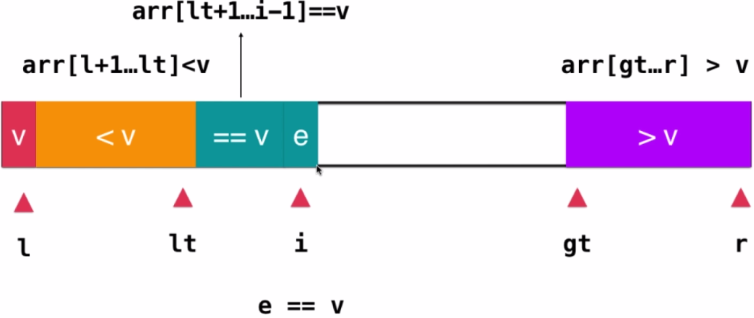 arr[lt+1…i-1]==v
arr[l+1…lt]<v arr[gt…r] > v
v < v == v e > v
l lt i gt r
e == v